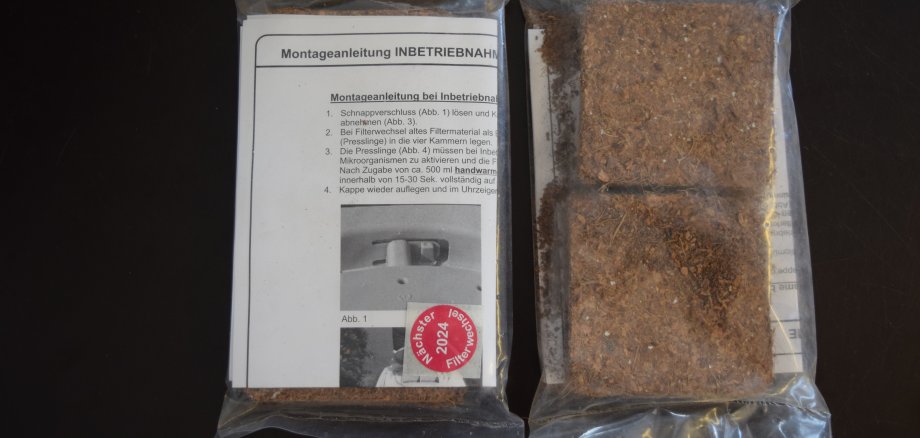 Montageanleitung INBETRIEBNAHM
Montageanleitung bei Inbetriebna
1. Schnappverschluss (Abb. 1) lösen und K
abnehmen (Abb. 3).
2. Bei Filterwechsel altes Filtermaterial als
(Presslinge) in die vier Kammern legen.
3. Die Presslinge (Abb. 4) müssen bei Inbe
Mikroorganismen zu aktivieren und die F
Nach Zugabe von ca. 500 ml handwarm
innerhalb von 15-30 Sek. vollständig auf
4. Kappe wieder auflegen und im Uhrzeige
Abb. 1
Nächster
2024
Filterwechsel